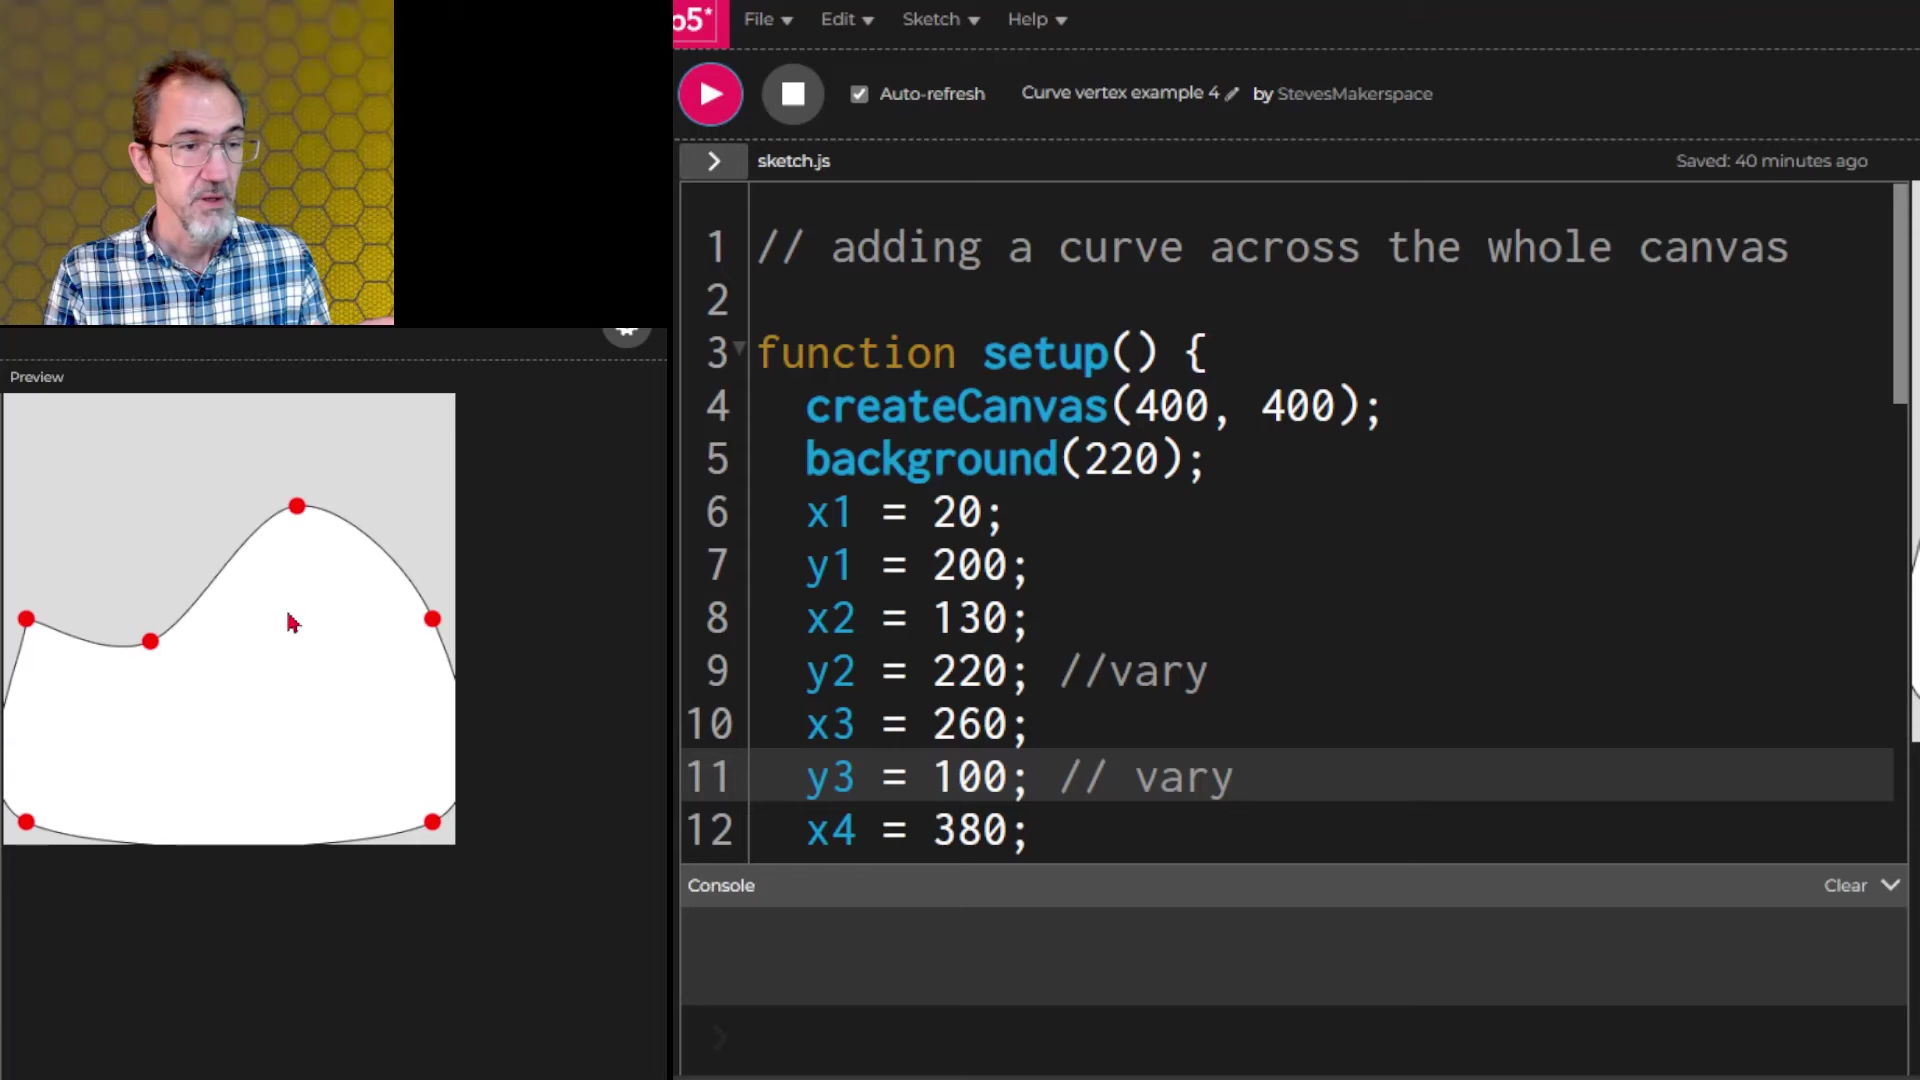 p5* File Edit Sketch Help
Auto-refresh Curve vertex example 4 by StevesMakerspace
sketch.js Saved: 40 minutes ago
Preview
1 // adding a curve across the whole canvas
2
3 function setup() {
4 createCanvas(400, 400);
5 background(220);
6 x1 = 20;
7 y1 = 200;
8 x2 = 130;
9 y2 = 220; //vary
10 x3 = 260;
11 y3 = 100; // vary
12 x4 = 380;
Console Clear